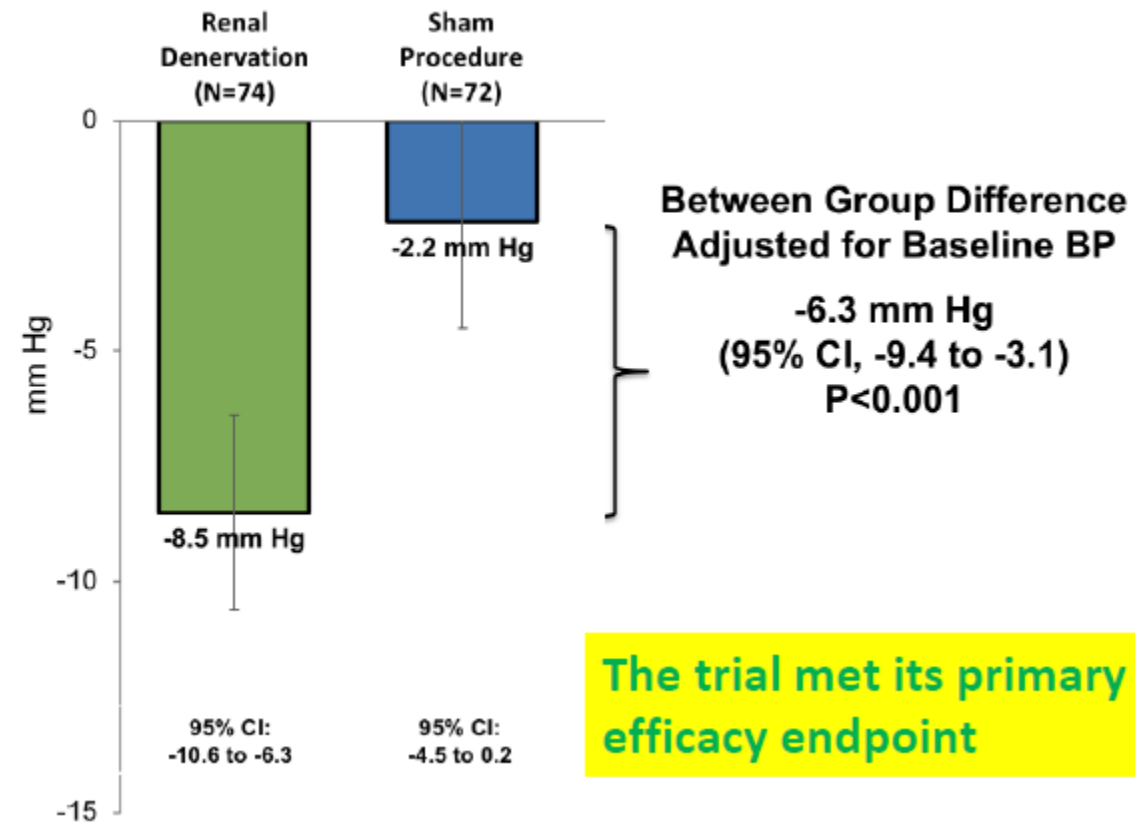 Renal
Denervation
(N=74)
Sham
Procedure
(N=72)
0
-5
-10
-15
mm Hg
-8.5 mm Hg
-2.2 mm Hg
95% CI:
-10.6 to -6.3
95% CI:
-4.5 to 0.2
Between Group Difference
Adjusted for Baseline BP
-6.3 mm Hg
(95% CI, -9.4 to -3.1)
P<0.001
The trial met its primary
efficacy endpoint